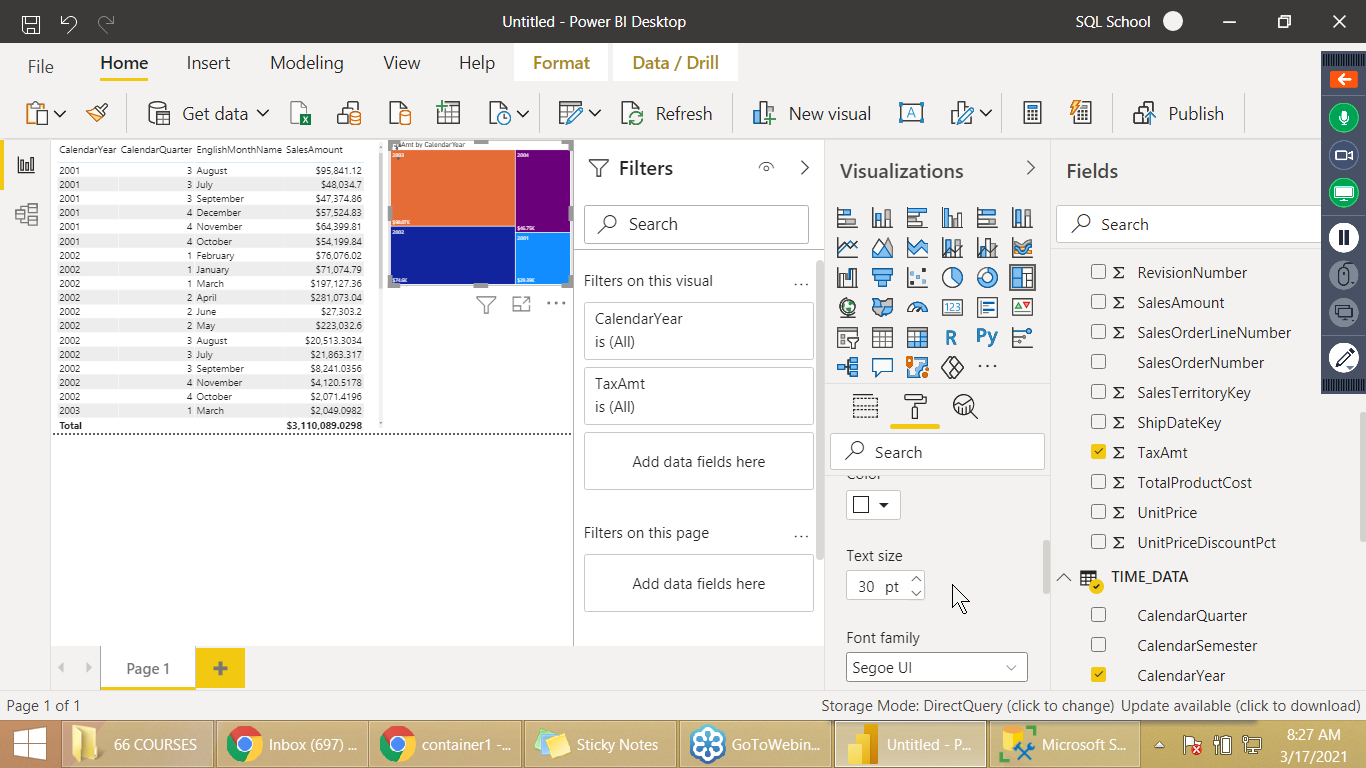 Untitled - Power BI Desktop
SQL School
File
Home
Insert
Modeling
View
Help
Format
Data / Drill
Get data
Refresh
New visual
Publish
CalendarYear CalendarQuarter EnglishMonthName SalesAmount
2001 3 August $95,841.12
2001 3 July $48,034.7
2001 3 September $47,374.86
2001 4 December $57,524.83
2001 4 November $64,399.81
2001 4 October $54,199.84
2002 1 February $76,076.02
2002 1 January $71,074.79
2002 1 March $197,127.36
2002 2 April $281,073.04
2002 2 June $27,303.2
2002 2 May $223,032.6
2002 3 August $20,513.3034
2002 3 July $21,863.317
2002 3 September $8,241.0356
2002 4 November $4,120.5178
2002 4 October $2,071.4196
2003 1 March $2,049.0982
Total $3,110,089.0298
Amt by CalendarYear
2003
2004
$46.75K
2002
2001
Filters
Search
Filters on this visual
...
CalendarYear
is (All)
TaxAmt
is (All)
Add data fields here
Filters on this page
...
Add data fields here
Visualizations
123
R
Py
Search
Color
Text size
30 pt
Font family
Segoe UI
Fields
Search
RevisionNumber
SalesAmount
SalesOrderLineNumber
SalesOrderNumber
SalesTerritoryKey
ShipDateKey
TaxAmt
TotalProductCost
UnitPrice
UnitPriceDiscountPct
TIME_DATA
CalendarQuarter
CalendarSemester
CalendarYear
Page 1
Page 1 of 1
Storage Mode: DirectQuery (click to change)
Update available (click to download)
66 COURSES
Inbox (697) ...
container1 -...
Sticky Notes
GoToWebin...
Untitled - P...
Microsoft S...
8:27 AM
3/17/2021